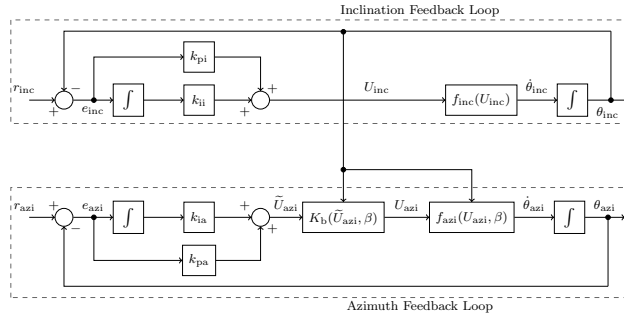 Inclination Feedback Loop
k_pi
r_inc − + e_inc ∫ k_ii + + U_inc f_inc(U_inc) θ̇_inc ∫ θ_inc
r_azi + − e_azi ∫ k_ia + + Ũ_azi K_b(Ũ_azi, β) U_azi f_azi(U_azi, β) θ̇_azi ∫ θ_azi
k_pa
Azimuth Feedback Loop